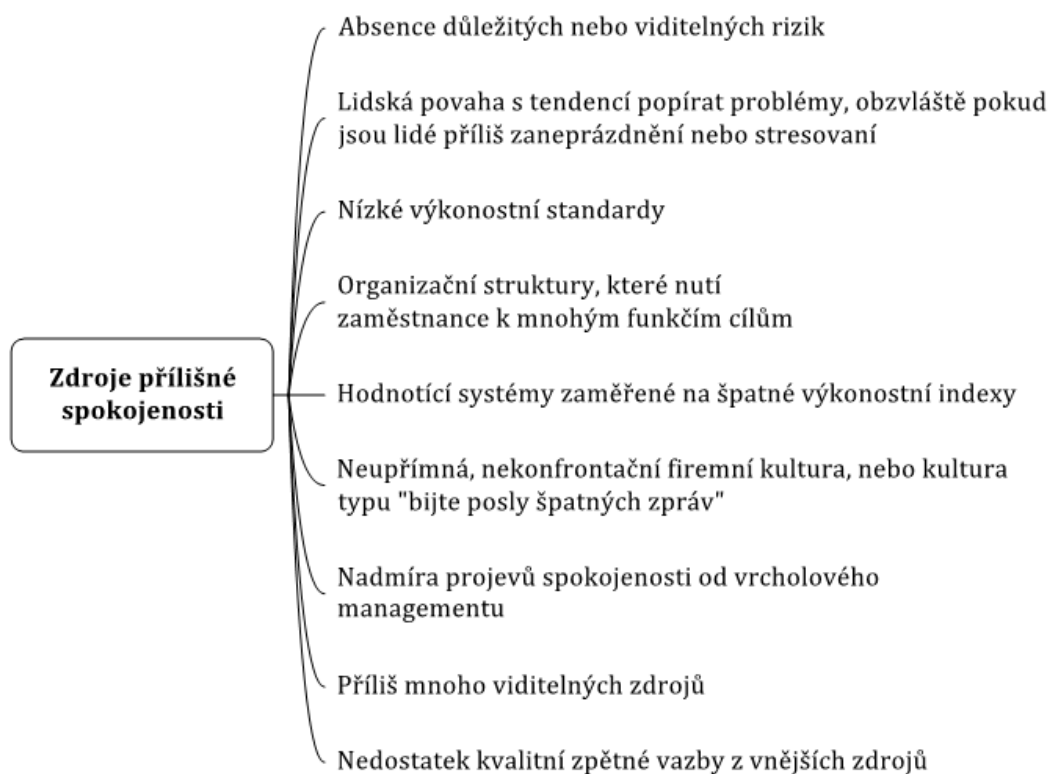 Absence důležitých nebo viditelných rizik
Lidská povaha s tendencí popírat problémy, obzvláště pokud
jsou lidé příliš zaneprázdnění nebo stresovaní
Nízké výkonostní standardy
Organizační struktury, které nutí
zaměstnance k mnohým funkčím cílům
Zdroje přílišné
spokojenosti
Hodnotící systémy zaměřené na špatné výkonostní indexy
Neupřímná, nekonfrontační firemní kultura, nebo kultura
typu "bijte posly špatných zpráv"
Nadmíra projevů spokojenosti od vrcholového
managementu
Příliš mnoho viditelných zdrojů
Nedostatek kvalitní zpětné vazby z vnějších zdrojů